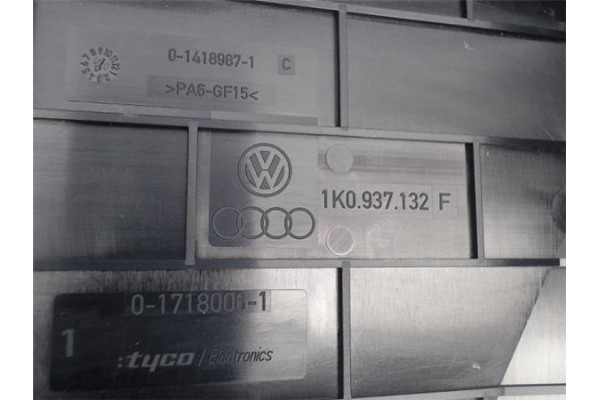 0-1418987-1 C
>PA6-GF15<
1K0.937.132 F
0-1718006-1
1
:tyco / Electronics